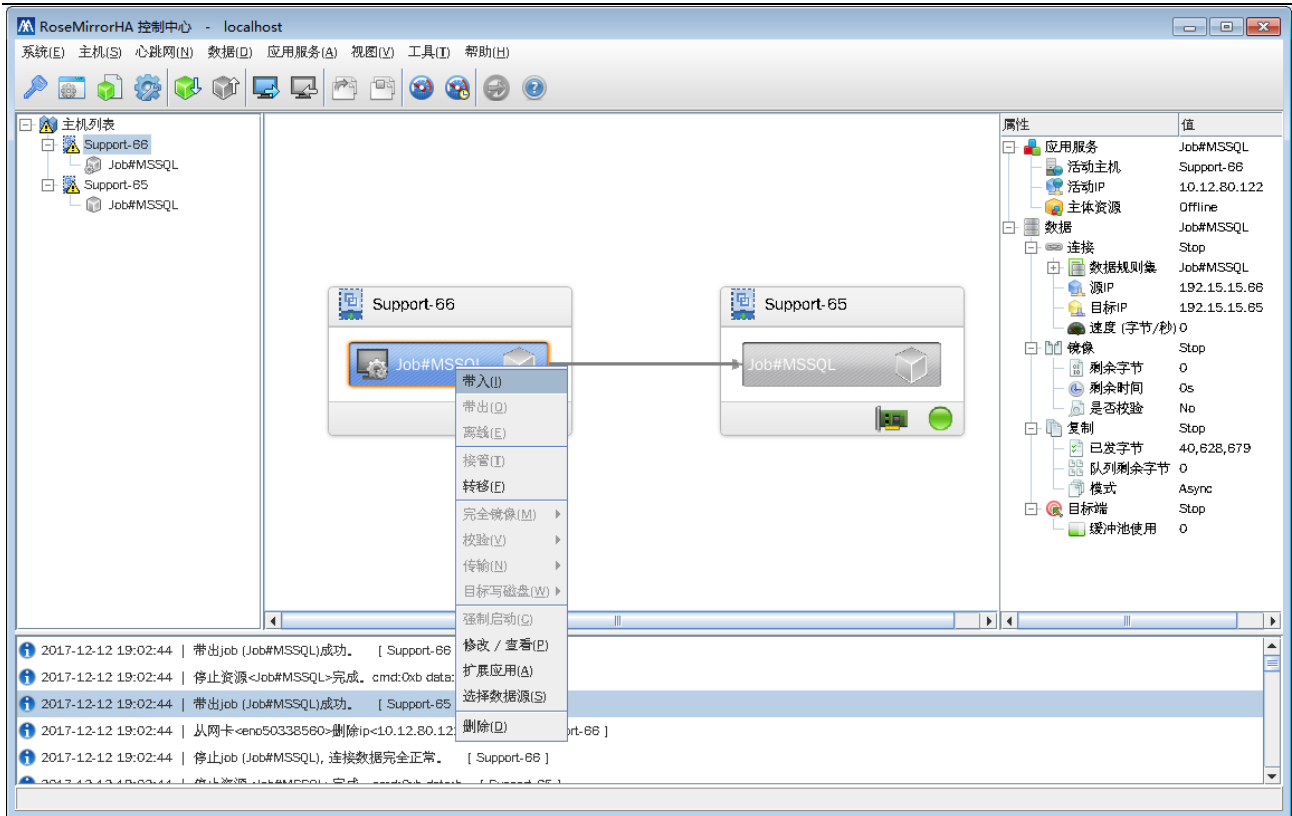 RoseMirrorHA 控制中心 - localhost
系统(E) 主机(S) 心跳网(N) 数据(D) 应用服务(A) 视图(V) 工具(T) 帮助(H)
主机列表
Support-66
Job#MSSQL
Support-65
Job#MSSQL
Support-66
Job#MSSQL
Support-65
Job#MSSQL
带入(I)
带出(O)
离线(E)
接管(T)
转移(F)
完全镜像(M)
校验(V)
传输(N)
目标写磁盘(W)
强制启动(C)
修改 / 查看(P)
扩展应用(A)
选择数据源(S)
删除(D)
属性 值
应用服务 Job#MSSQL
活动主机 Support-66
活动IP 10.12.80.122
主体资源 Offline
数据 Job#MSSQL
连接 Stop
数据规则集 Job#MSSQL
源IP 192.15.15.66
目标IP 192.15.15.65
速度 (字节/秒) 0
镜像 Stop
剩余字节 0
剩余时间 0s
是否校验 No
复制 Stop
已发字节 40,628,679
队列剩余字节 0
模式 Async
目标端 Stop
缓冲池使用 0
2017-12-12 19:02:44 | 带出job (Job#MSSQL)成功。 [ Support-66
2017-12-12 19:02:44 | 停止资源<Job#MSSQL>完成。cmd:0xb data:
2017-12-12 19:02:44 | 带出job (Job#MSSQL)成功。 [ Support-65
2017-12-12 19:02:44 | 从网卡<eno50338560>删除ip<10.12.80.12 rt-66 ]
2017-12-12 19:02:44 | 停止job (Job#MSSQL), 连接数据完全正常。 [ Support-66 ]